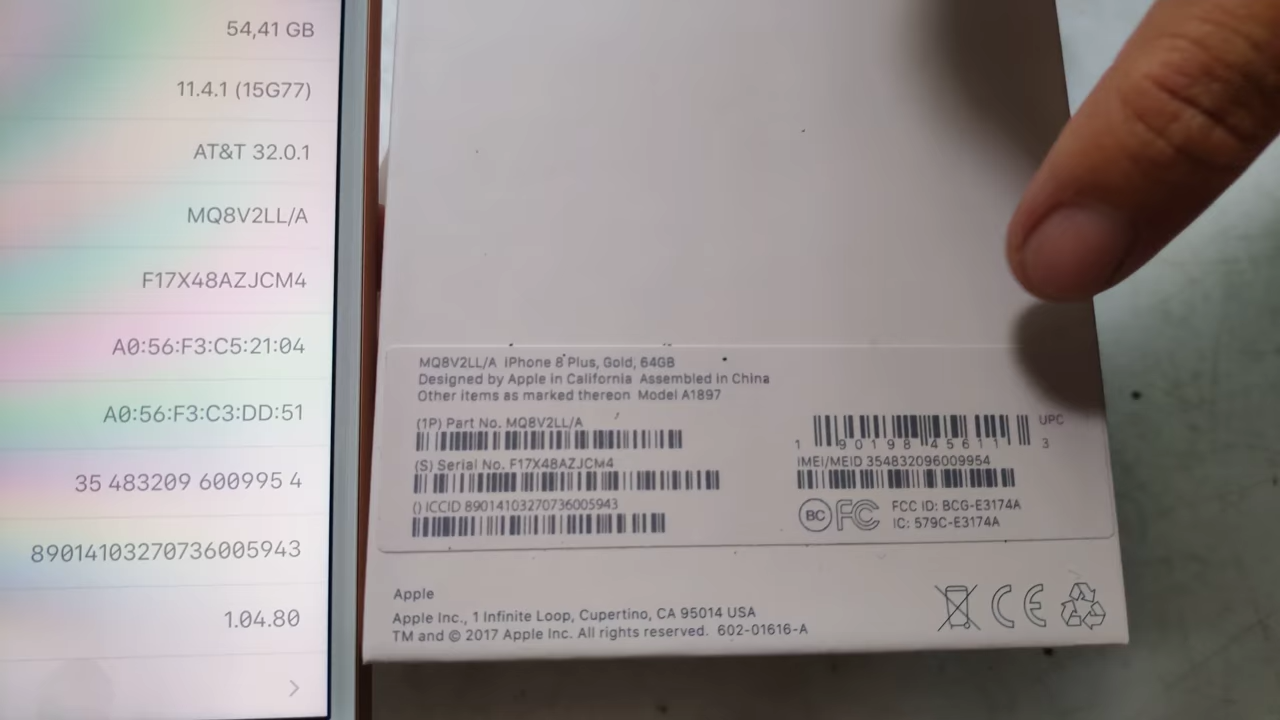 54,41 GB
11.4.1 (15G77)
AT&T 32.0.1
MQ8V2LL/A
F17X48AZJCM4
A0:56:F3:C5:21:04
A0:56:F3:C3:DD:51
35 483209 600995 4
89014103270736005943
1.04.80
MQ8V2LL/A iPhone 8 Plus, Gold, 64GB
Designed by Apple in California Assembled in China
Other items as marked thereon Model A1897
(1P) Part No. MQ8V2LL/A
(S) Serial No. F17X48AZJCM4
() ICCID 89014103270736005943
UPC
1 90198 45611 3
IMEI/MEID 354832096009954
BC FC
FCC ID: BCG-E3174A
IC: 579C-E3174A
Apple
Apple Inc., 1 Infinite Loop, Cupertino, CA 95014 USA
TM and © 2017 Apple Inc. All rights reserved. 602-01616-A
CE